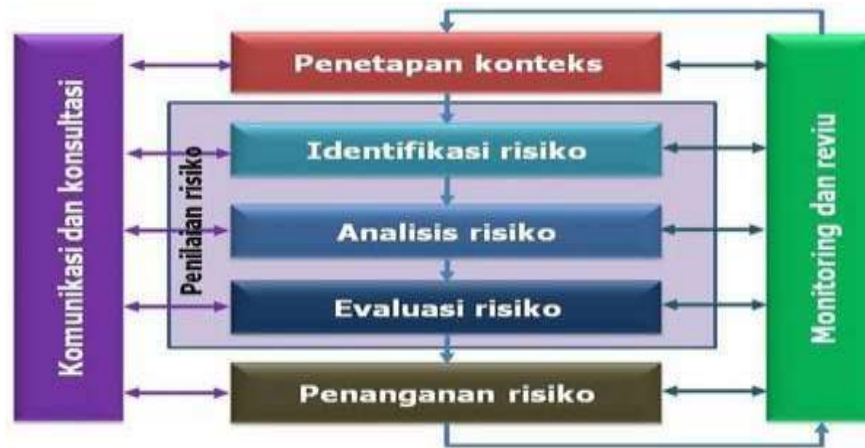 Komunikasi dan konsultasi
Penetapan konteks
Penilaian risiko
Identifikasi risiko
Analisis risiko
Evaluasi risiko
Penanganan risiko
Monitoring dan reviu